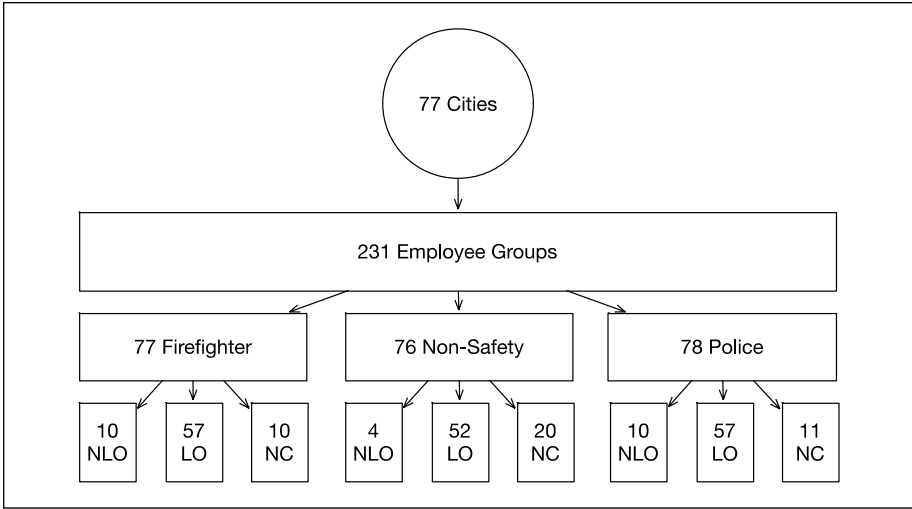 77 Cities
231 Employee Groups
77 Firefighter
76 Non-Safety
78 Police
10
NLO
57
LO
10
NC
4
NLO
52
LO
20
NC
10
NLO
57
LO
11
NC